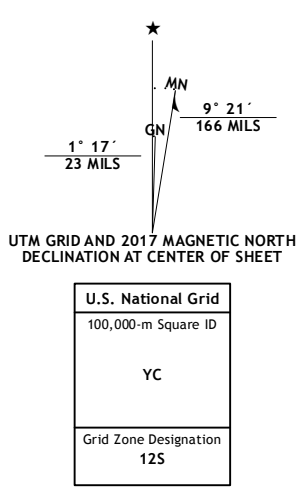 ★
MN
GN
9° 21´
166 MILS
1° 17´
23 MILS
UTM GRID AND 2017 MAGNETIC NORTH
DECLINATION AT CENTER OF SHEET
U.S. National Grid
100,000-m Square ID
YC
Grid Zone Designation
12S